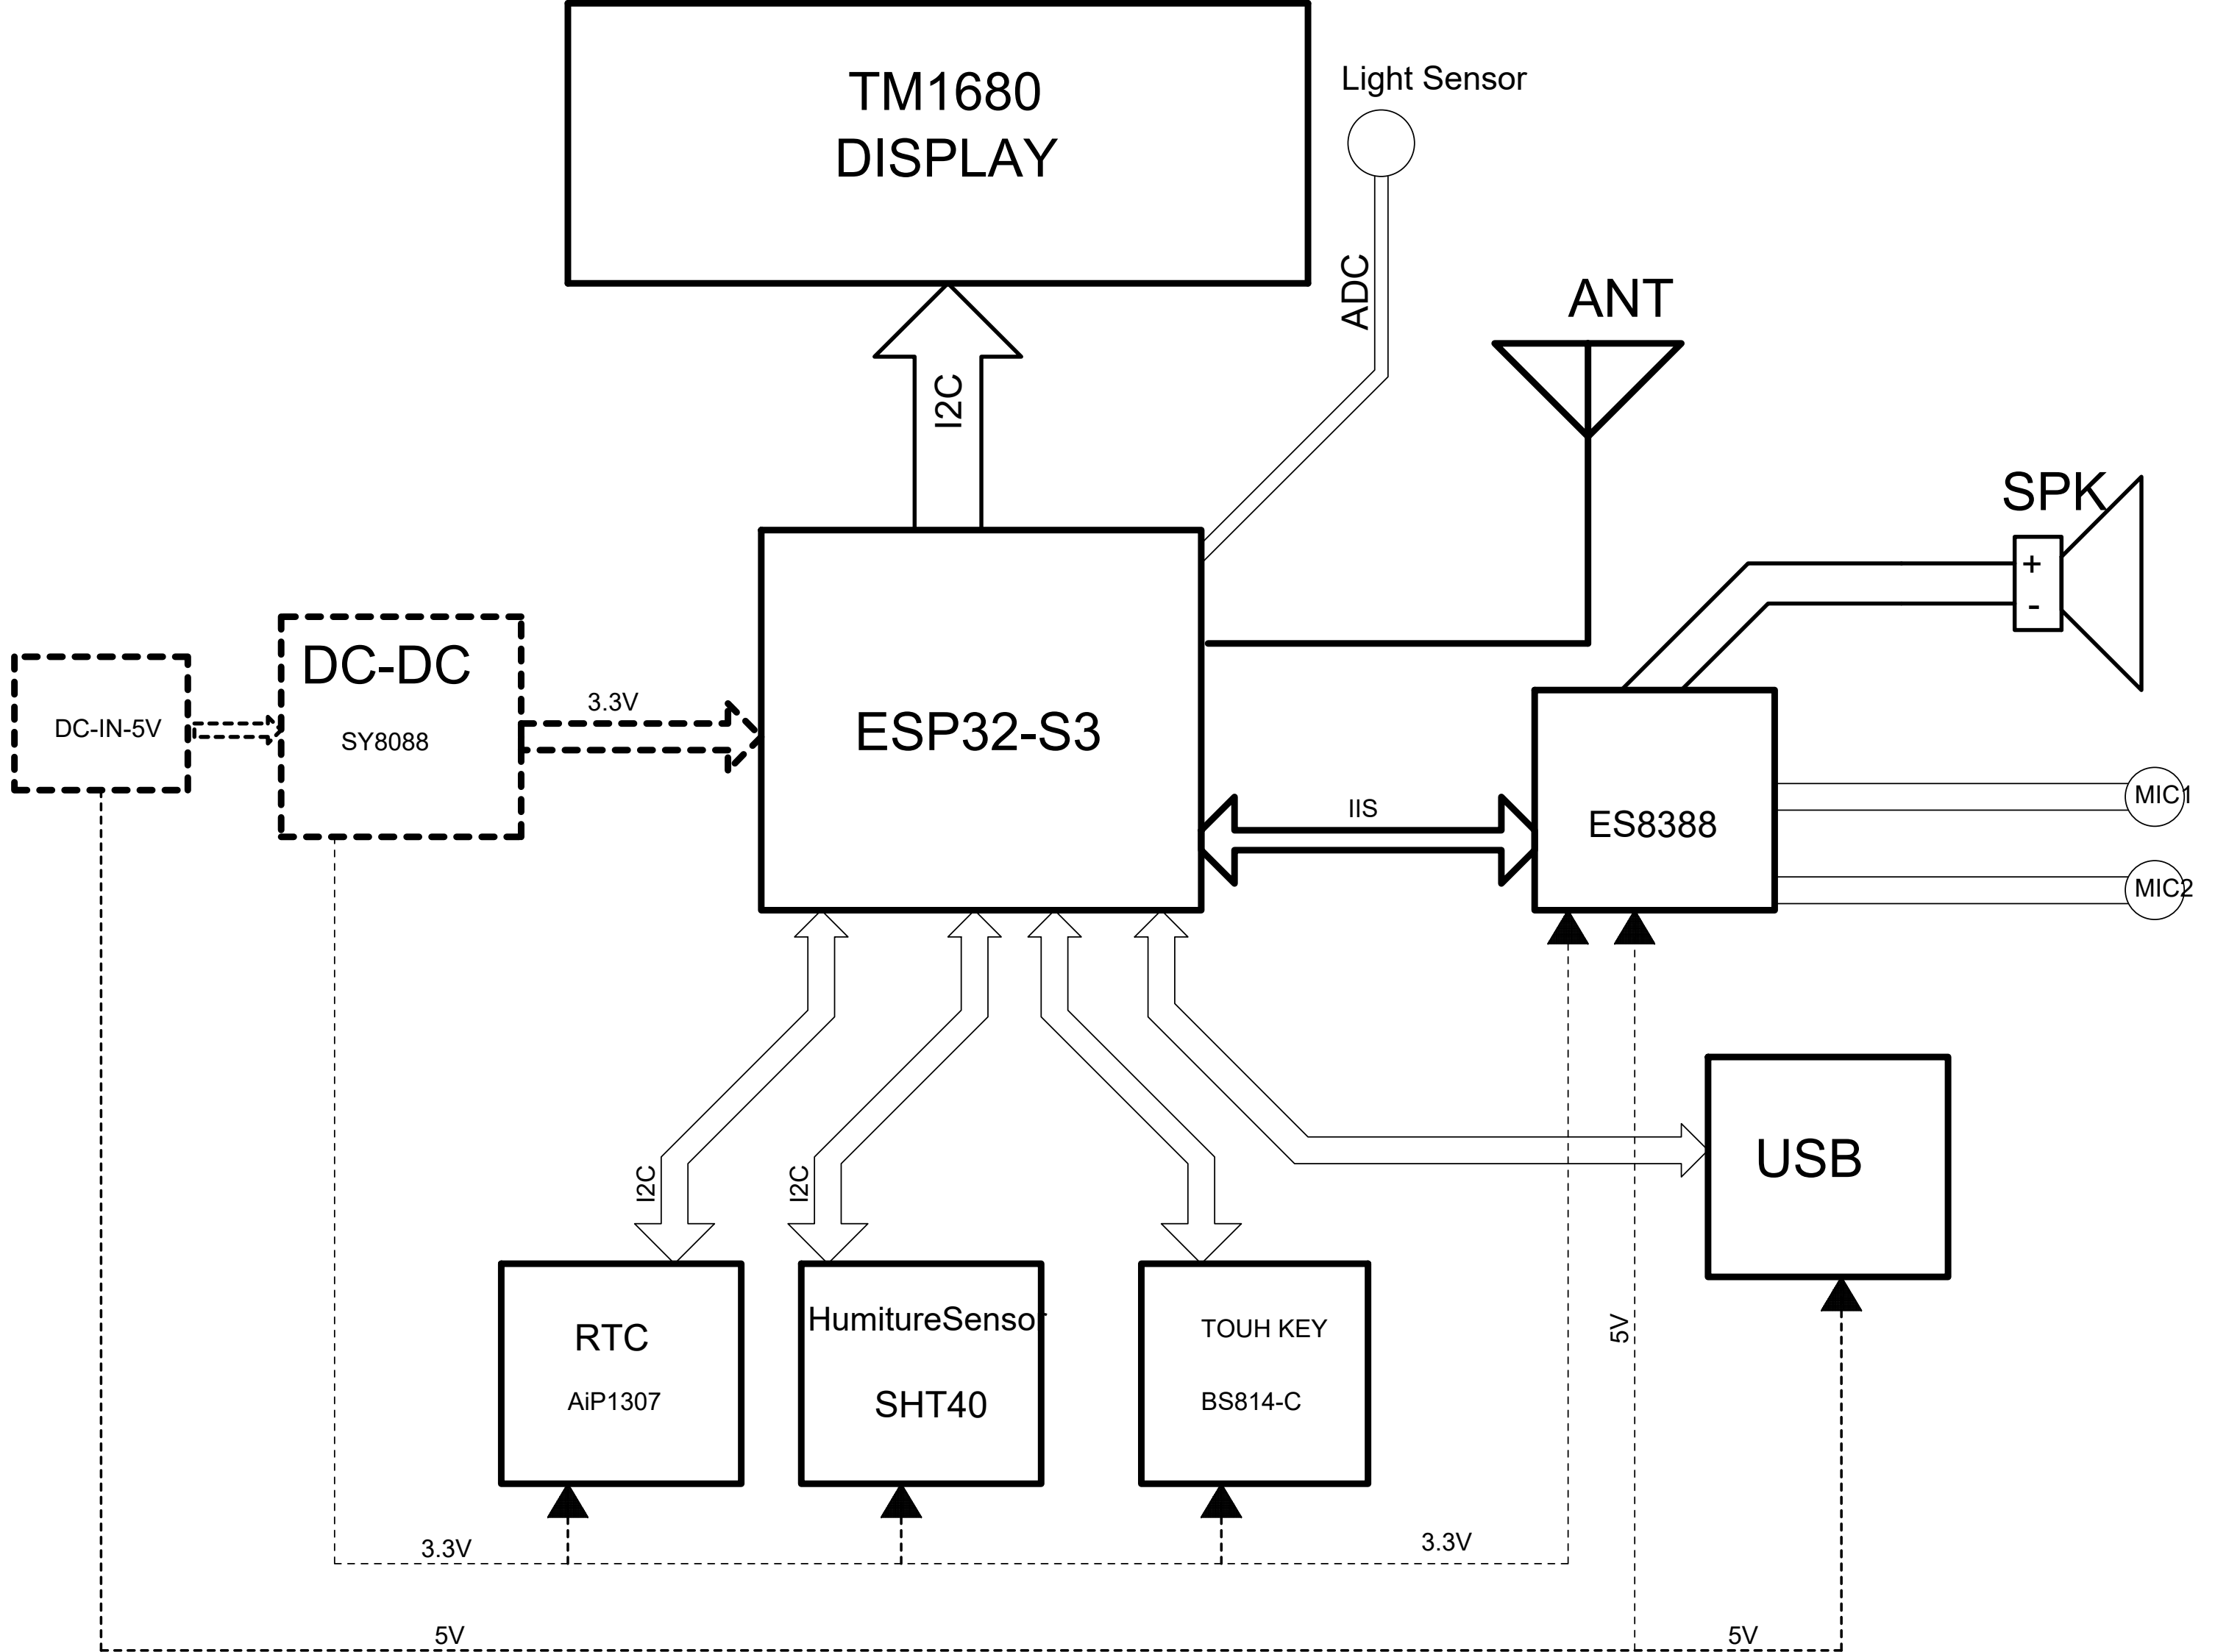 TM1680
DISPLAY
Light Sensor
ADC
ANT
I2C
SPK
+
-
DC-DC
SY8088
DC-IN-5V
3.3V
ESP32-S3
IIS
ES8388
MIC1
MIC2
I2C
I2C
USB
RTC
AiP1307
HumitureSensor
SHT40
TOUH KEY
BS814-C
5V
3.3V
3.3V
5V
5V